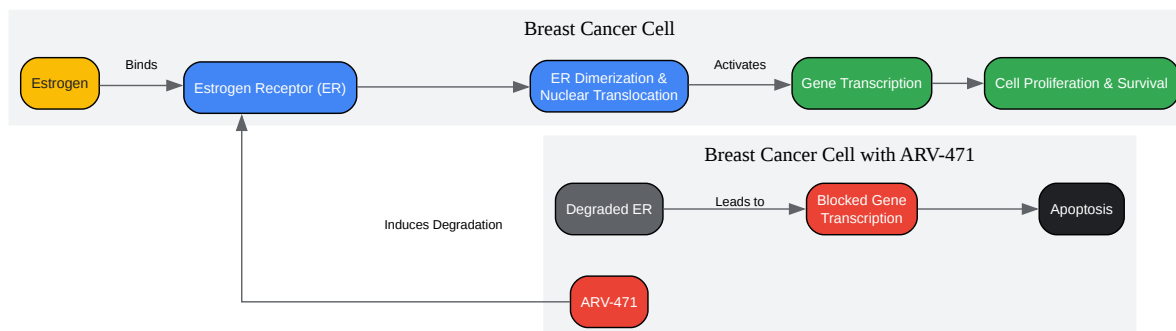 Breast Cancer Cell
Estrogen
Binds
Estrogen Receptor (ER)
ER Dimerization &
Nuclear Translocation
Activates
Gene Transcription
Cell Proliferation & Survival
Breast Cancer Cell with ARV-471
Degraded ER
Leads to
Blocked Gene
Transcription
Apoptosis
Induces Degradation
ARV-471